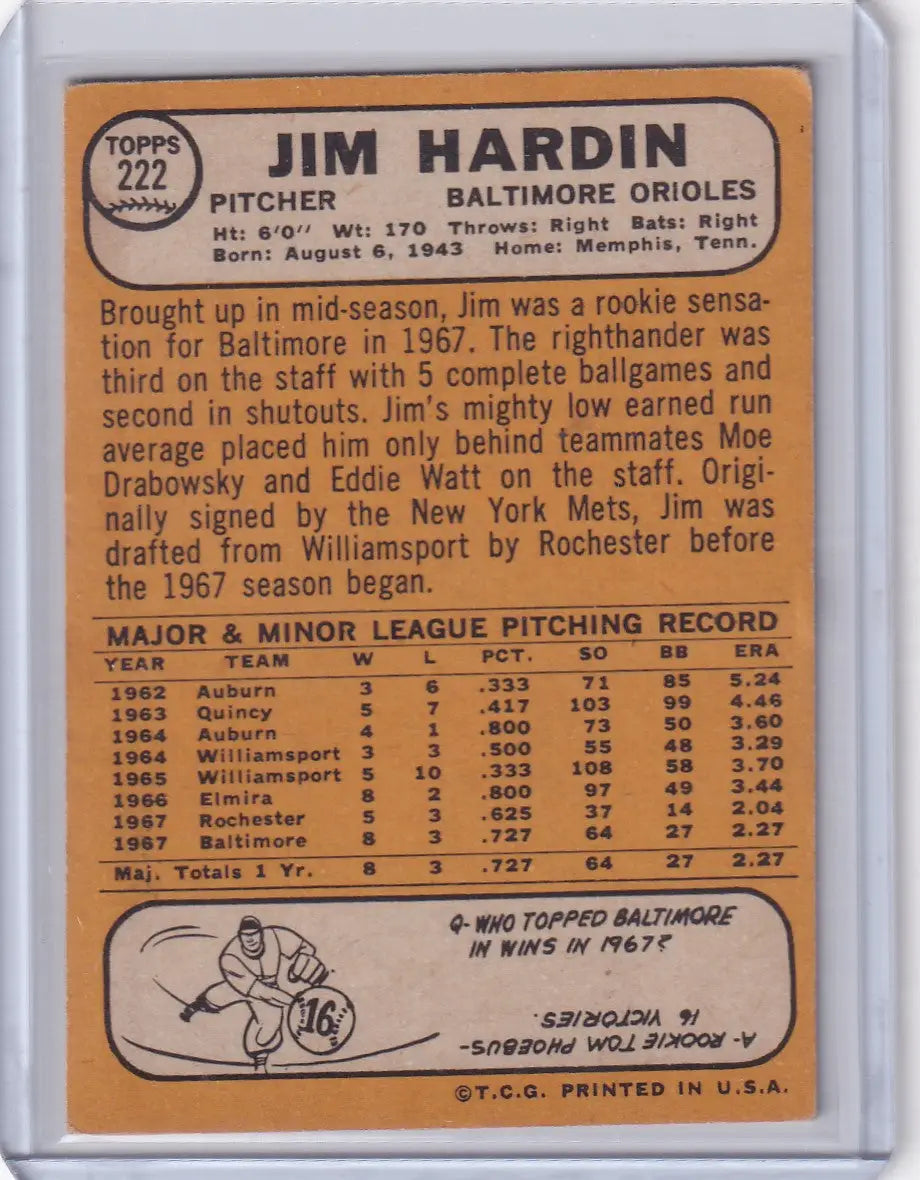 TOPPS
222
JIM HARDIN
PITCHER BALTIMORE ORIOLES
Ht: 6'0" Wt: 170 Throws: Right Bats: Right
Born: August 6, 1943 Home: Memphis, Tenn.
Brought up in mid-season, Jim was a rookie sensa-
tion for Baltimore in 1967. The righthander was
third on the staff with 5 complete ballgames and
second in shutouts. Jim's mighty low earned run
average placed him only behind teammates Moe
Drabowsky and Eddie Watt on the staff. Origi-
nally signed by the New York Mets, Jim was
drafted from Williamsport by Rochester before
the 1967 season began.
MAJOR & MINOR LEAGUE PITCHING RECORD
YEAR TEAM W L PCT. SO BB ERA
1962 Auburn 3 6 .333 71 85 5.24
1963 Quincy 5 7 .417 103 99 4.46
1964 Auburn 4 1 .800 73 50 3.60
1964 Williamsport 3 3 .500 55 48 3.29
1965 Williamsport 5 10 .333 108 58 3.70
1966 Elmira 8 2 .800 97 49 3.44
1967 Rochester 5 3 .625 37 14 2.04
1967 Baltimore 8 3 .727 64 27 2.27
Maj. Totals 1 Yr. 8 3 .727 64 27 2.27
Q- WHO TOPPED BALTIMORE
IN WINS IN 1967?
16
A- ROOKIE TOM PHOEBUS-
16 VICTORIES.
©T.C.G. PRINTED IN U.S.A.